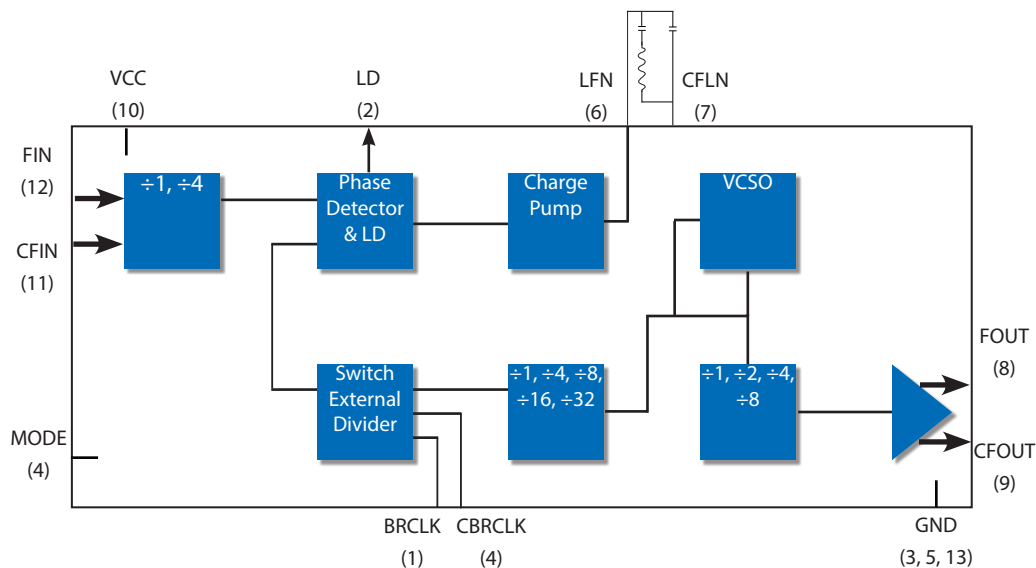 VCC
(10)
LD
(2)
LFN
(6)
CFLN
(7)
FIN
(12)
CFIN
(11)
÷1, ÷4
Phase
Detector
& LD
Charge
Pump
VCSO
MODE
(4)
Switch
External
Divider
÷1, ÷4, ÷8,
÷16, ÷32
÷1, ÷2, ÷4,
÷8
FOUT
(8)
CFOUT
(9)
BRCLK
(1)
CBRCLK
(4)
GND
(3, 5, 13)